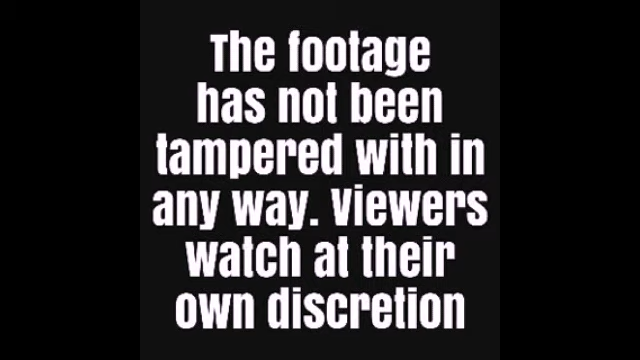 The footage
has not been
tampered with in
any way. Viewers
watch at their
own discretion